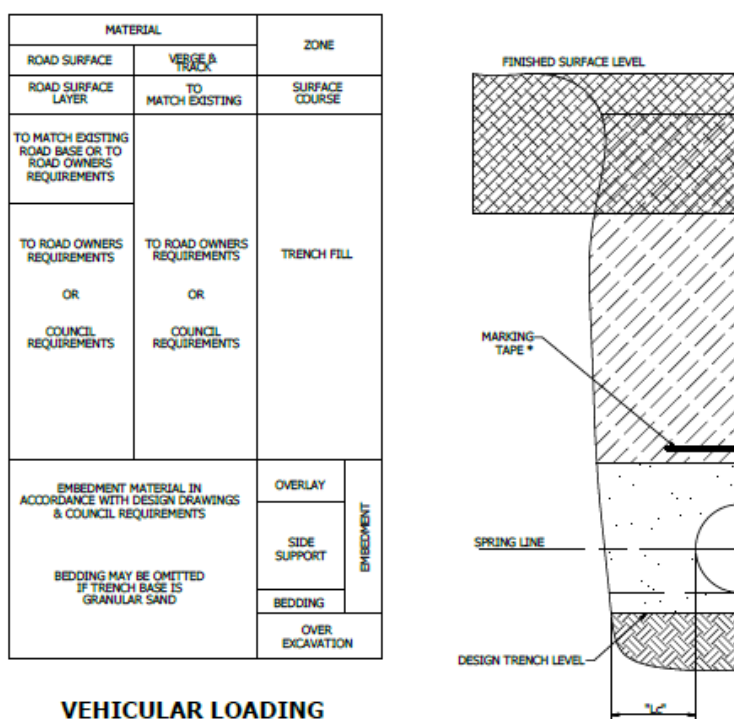 MATERIAL
ZONE
ROAD SURFACE
VERGE &
TRACK
ROAD SURFACE
LAYER
TO
MATCH EXISTING
SURFACE
COURSE
TO MATCH EXISTING
ROAD BASE OR TO
ROAD OWNERS
REQUIREMENTS
TO ROAD OWNERS
REQUIREMENTS
OR
COUNCIL
REQUIREMENTS
TO ROAD OWNERS
REQUIREMENTS
OR
COUNCIL
REQUIREMENTS
TRENCH FILL
EMBEDMENT MATERIAL IN
ACCORDANCE WITH DESIGN DRAWINGS
& COUNCIL REQUIREMENTS
BEDDING MAY BE OMITTED
IF TRENCH BASE IS
GRANULAR SAND
OVERLAY
SIDE
SUPPORT
BEDDING
EMBEDMENT
OVER
EXCAVATION
VEHICULAR LOADING
FINISHED SURFACE LEVEL
MARKING
TAPE *
SPRING LINE
DESIGN TRENCH LEVEL
"Lc"